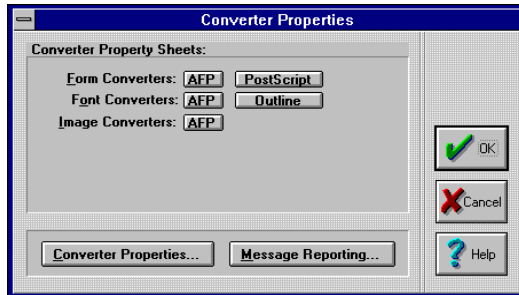 Converter Properties
Converter Property Sheets:
Form Converters: AFP PostScript
Font Converters: AFP Outline
Image Converters: AFP
OK
Cancel
Converter Properties... Message Reporting... Help